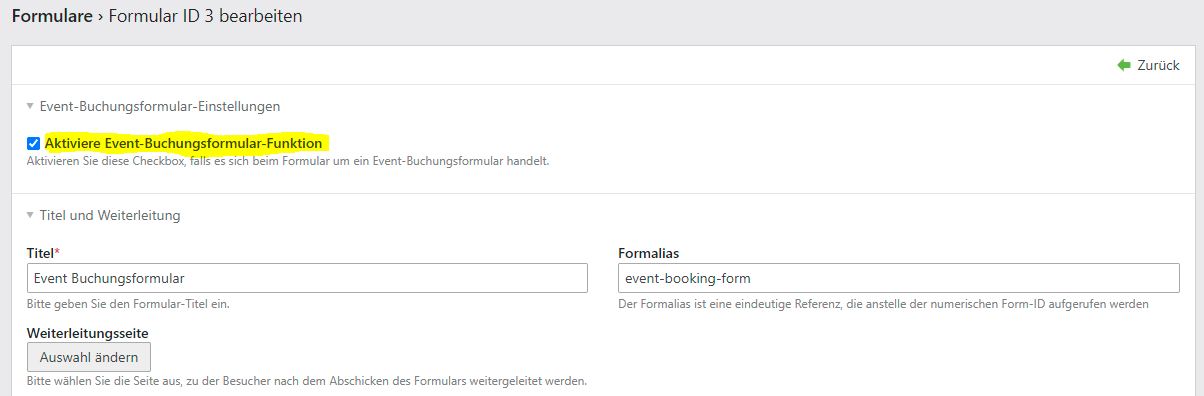 Formulare › Formular ID 3 bearbeiten
Zurück
Event-Buchungsformular-Einstellungen
Aktiviere Event-Buchungsformular-Funktion
Aktivieren Sie diese Checkbox, falls es sich beim Formular um ein Event-Buchungsformular handelt.
Titel und Weiterleitung
Titel*
Event Buchungsformular
Bitte geben Sie den Formular-Titel ein.
Formalias
event-booking-form
Der Formalias ist eine eindeutige Referenz, die anstelle der numerischen Form-ID aufgerufen werden
Weiterleitungsseite
Auswahl ändern
Bitte wählen Sie die Seite aus, zu der Besucher nach dem Abschicken des Formulars weitergeleitet werden.